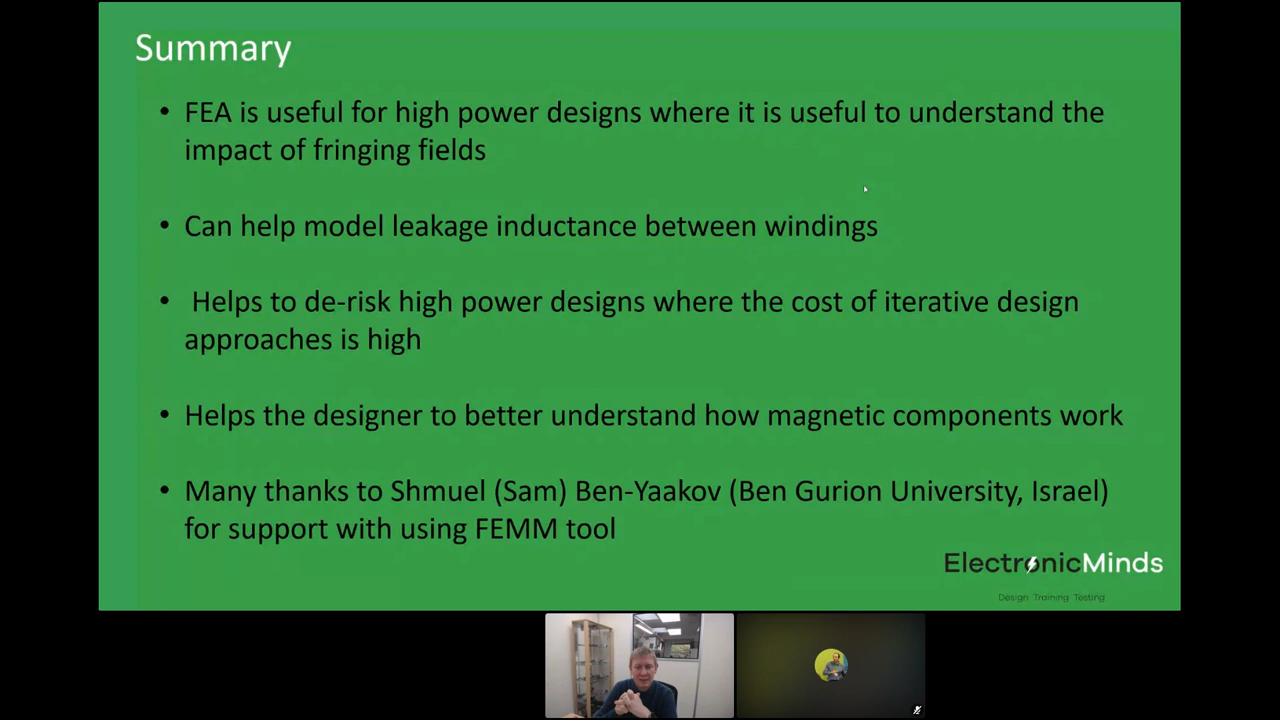 Summary
• FEA is useful for high power designs where it is useful to understand the
impact of fringing fields
• Can help model leakage inductance between windings
• Helps to de-risk high power designs where the cost of iterative design
approaches is high
• Helps the designer to better understand how magnetic components work
• Many thanks to Shmuel (Sam) Ben-Yaakov (Ben Gurion University, Israel)
for support with using FEMM tool
ElectronicMinds
Design Training Testing